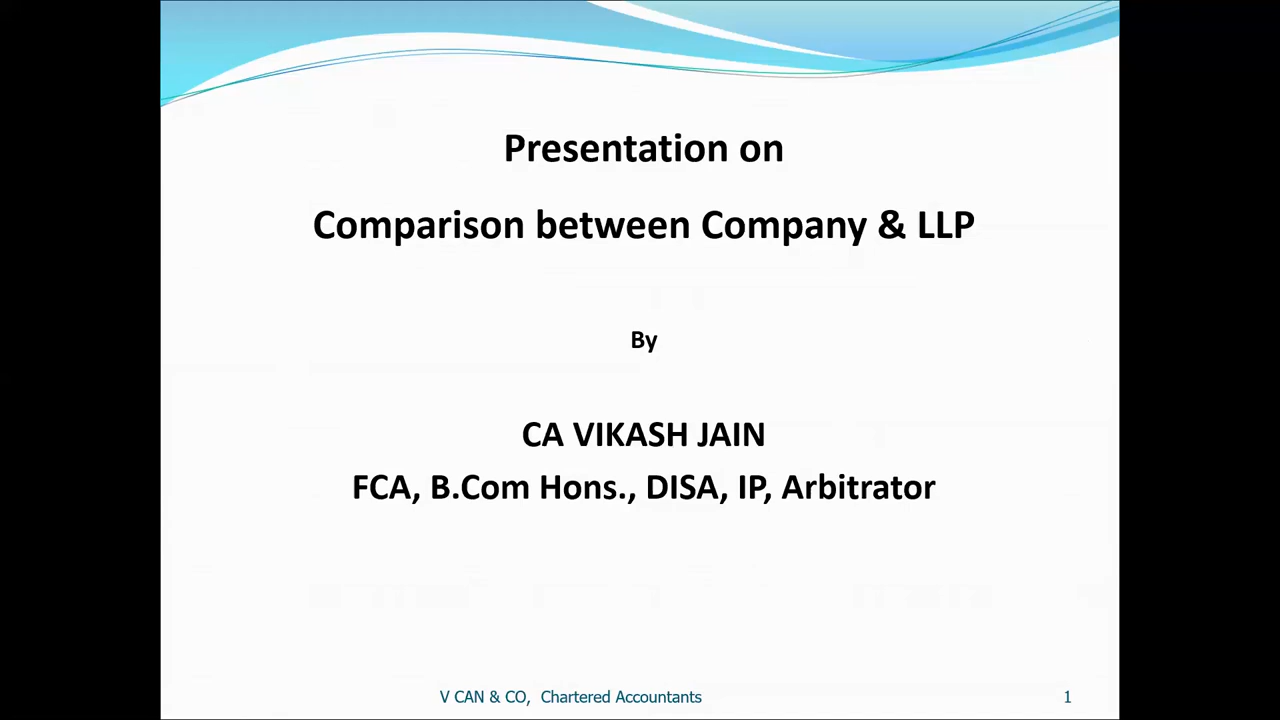 Presentation on
Comparison between Company & LLP
By
CA VIKASH JAIN
FCA, B.Com Hons., DISA, IP, Arbitrator
V CAN & CO, Chartered Accountants
1